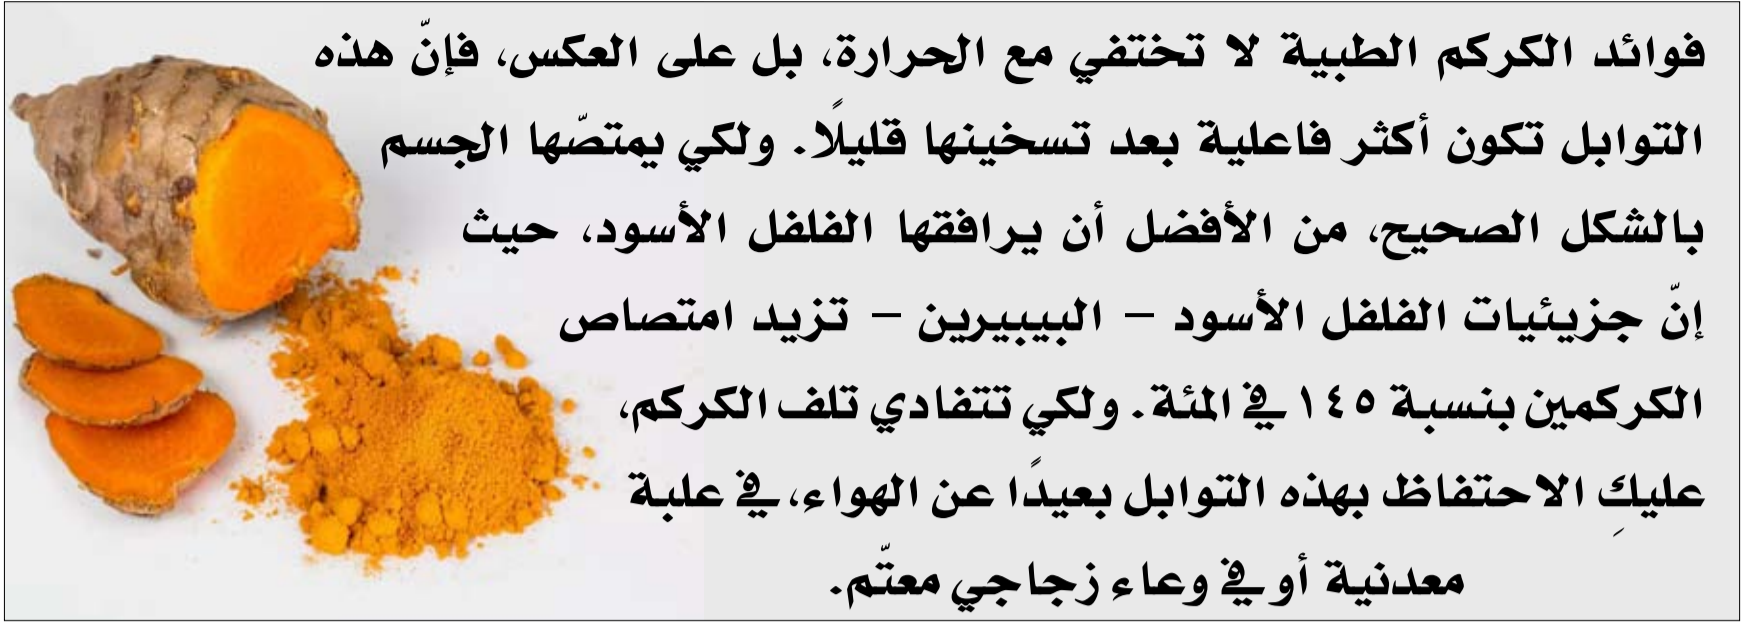 فوائد الكركم الطبية لا تختفي مع الحرارة، بل على العكس، فإنّ هذه
التوابل تكون أكثر فاعلية بعد تسخينها قليلًا. ولكي يمتصّها الجسم
بالشكل الصحيح، من الأفضل أن يرافقها الفلفل الأسود، حيث
إنّ جزيئيات الفلفل الأسود – البيبيرين – تزيد امتصاص
الكركمين بنسبة ١٤٥ في المئة. ولكي تتفادي تلف الكركم،
عليكِ الاحتفاظ بهذه التوابل بعيدًا عن الهواء، في علبة
معدنية أو في وعاء زجاجي معتّم.